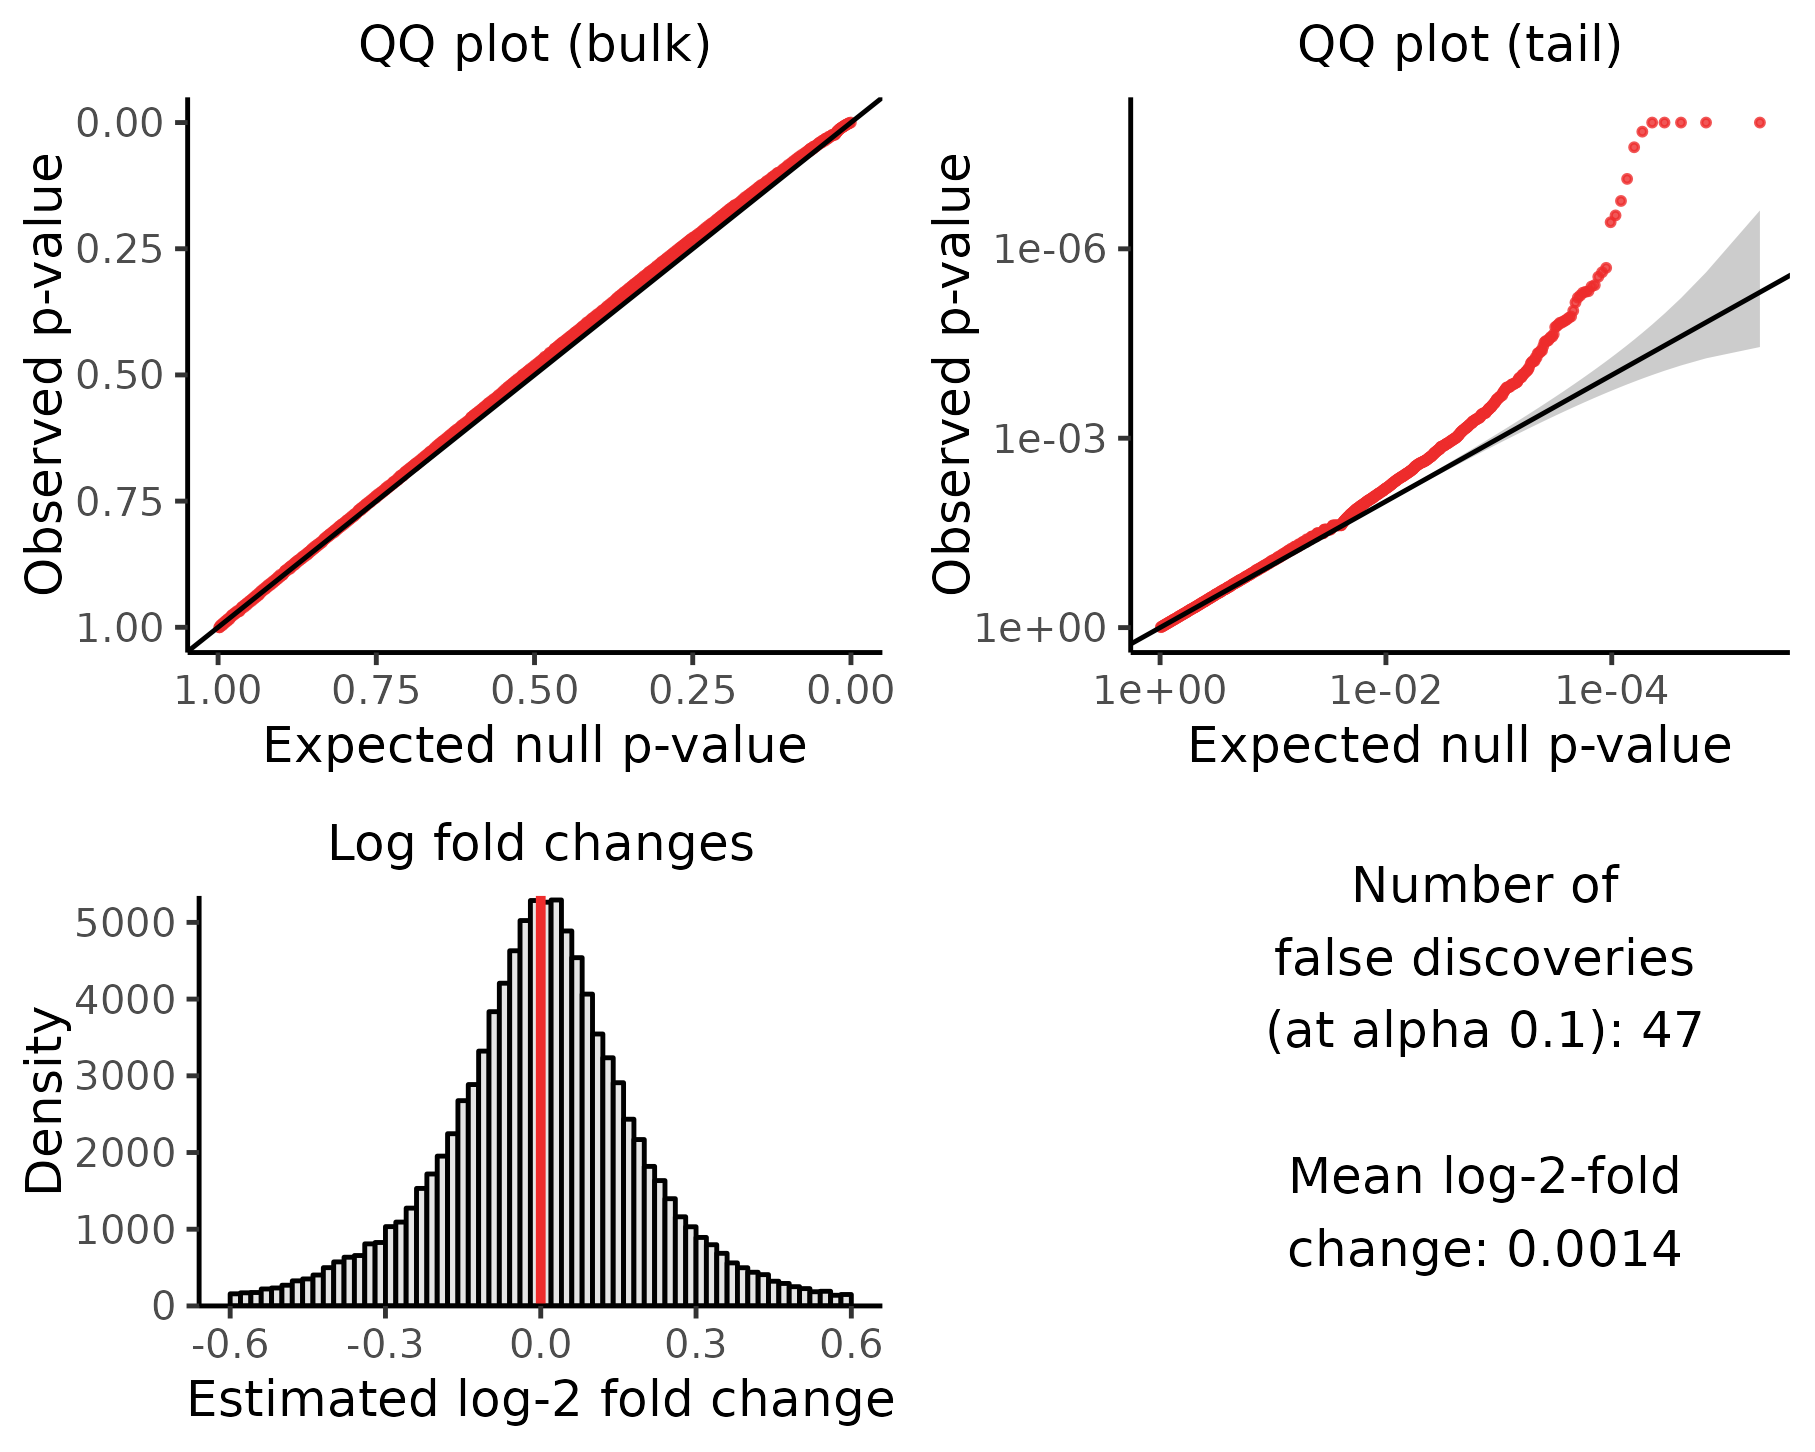 QQ plot (bulk)
Observed p-value
0.00
0.25
0.50
0.75
1.00
1.00 0.75 0.50 0.25 0.00
Expected null p-value
QQ plot (tail)
Observed p-value
1e-06
1e-03
1e+00
1e+00 1e-02 1e-04
Expected null p-value
Log fold changes
Density
5000
4000
3000
2000
1000
0
-0.6 -0.3 0.0 0.3 0.6
Estimated log-2 fold change
Number of
false discoveries
(at alpha 0.1): 47
Mean log-2-fold
change: 0.0014